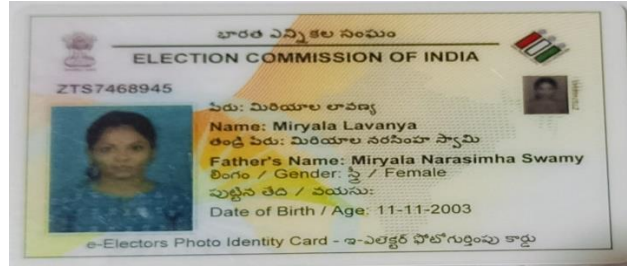 భారత ఎన్నికల సంఘం
ELECTION COMMISSION OF INDIA
ZTS7468945
పేరు: మిరియాల లావణ్య
Name: Miryala Lavanya
తండ్రి పేరు: మిరియాల నరసింహ స్వామి
Father's Name: Miryala Narasimha Swamy
లింగం / Gender: స్త్రీ / Female
పుట్టిన తేది / వయసు:
Date of Birth / Age: 11-11-2003
e-Electors Photo Identity Card - ఇ-ఎలక్టర్ ఫోటోగుర్తింపు కార్డు